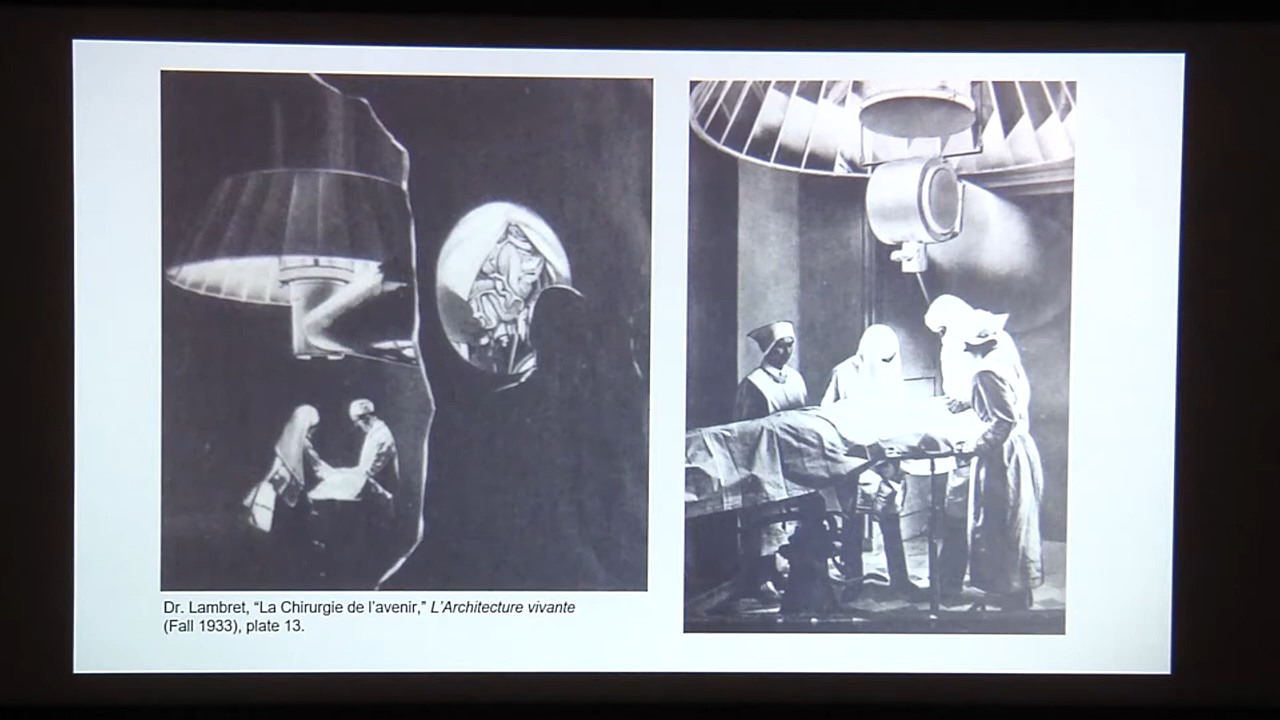 Dr. Lambret, “La Chirurgie de l’avenir,” L’Architecture vivante
(Fall 1933), plate 13.